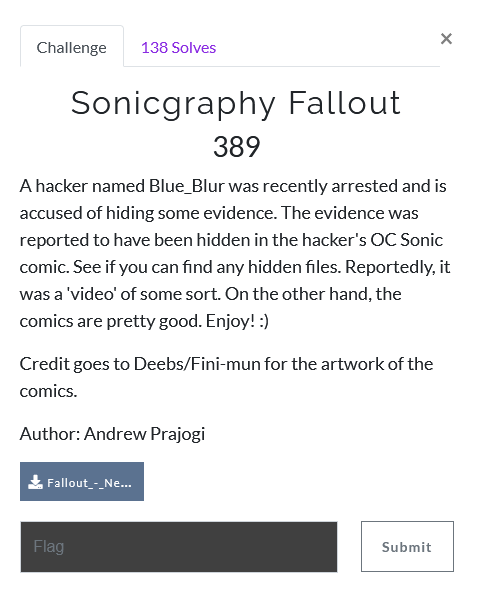 Challenge
138 Solves
×
Sonicgraphy Fallout
389
A hacker named Blue_Blur was recently arrested and is
accused of hiding some evidence. The evidence was
reported to have been hidden in the hacker's OC Sonic
comic. See if you can find any hidden files. Reportedly, it
was a 'video' of some sort. On the other hand, the
comics are pretty good. Enjoy! :)
Credit goes to Deebs/Fini-mun for the artwork of the
comics.
Author: Andrew Prajogi
Fallout_-_Ne...
Flag
Submit